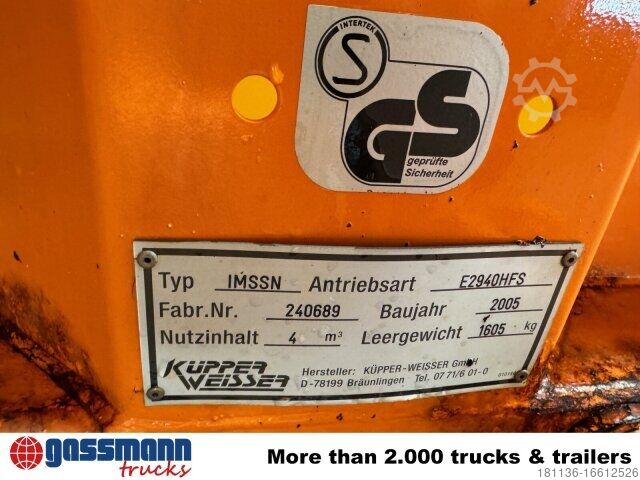 INTERTEK
S
GS
geprüfte
Sicherheit
Typ IMSSN Antriebsart E2940HFS
Fabr.Nr. 240689 Baujahr 2005
Nutzinhalt 4 m³ Leergewicht 1605 kg
KÜPPER
WEISSER
Hersteller: KÜPPER-WEISSER GmbH
D-78199 Bräunlingen Tel. 07 71/6 01-0
gassmann
trucks
More than 2.000 trucks & trailers
181136-16612526